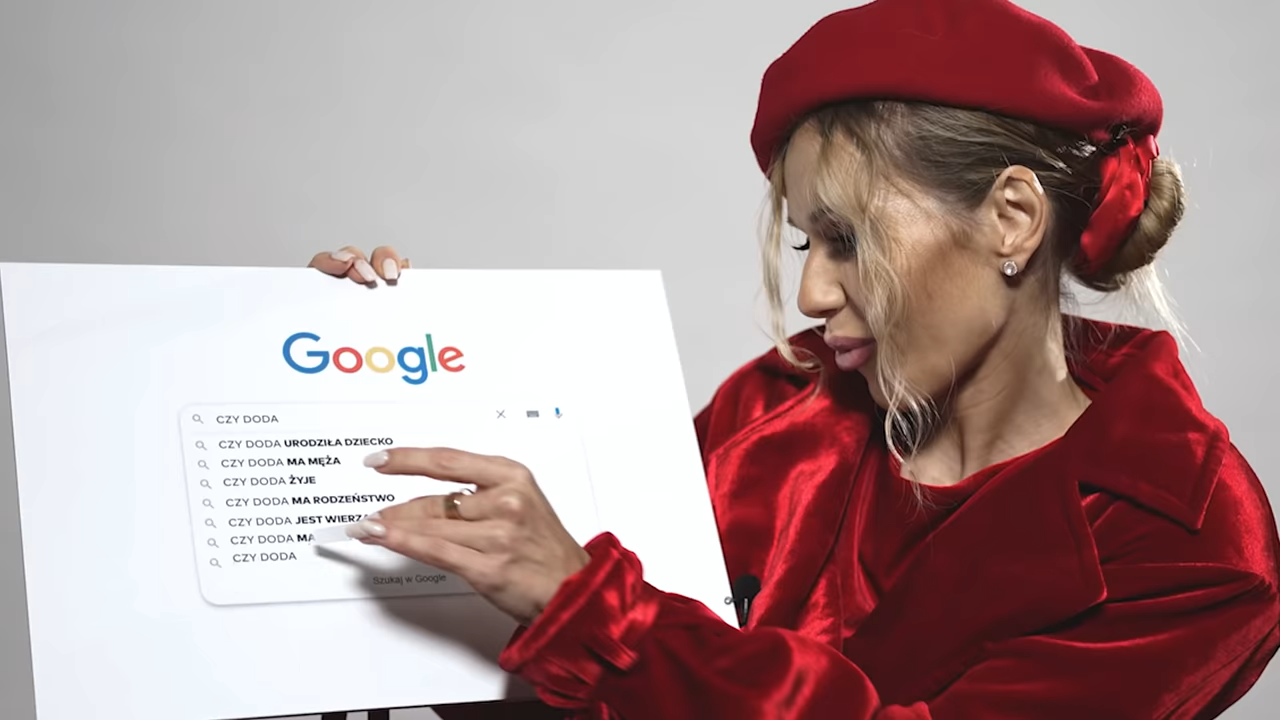 Google
CZY DODA
CZY DODA URODZIŁA DZIECKO
CZY DODA MA MĘŻA
CZY DODA ŻYJE
CZY DODA MA RODZEŃSTWO
CZY DODA JEST
CZY DODA MA
CZY DODA
Szukaj w Google